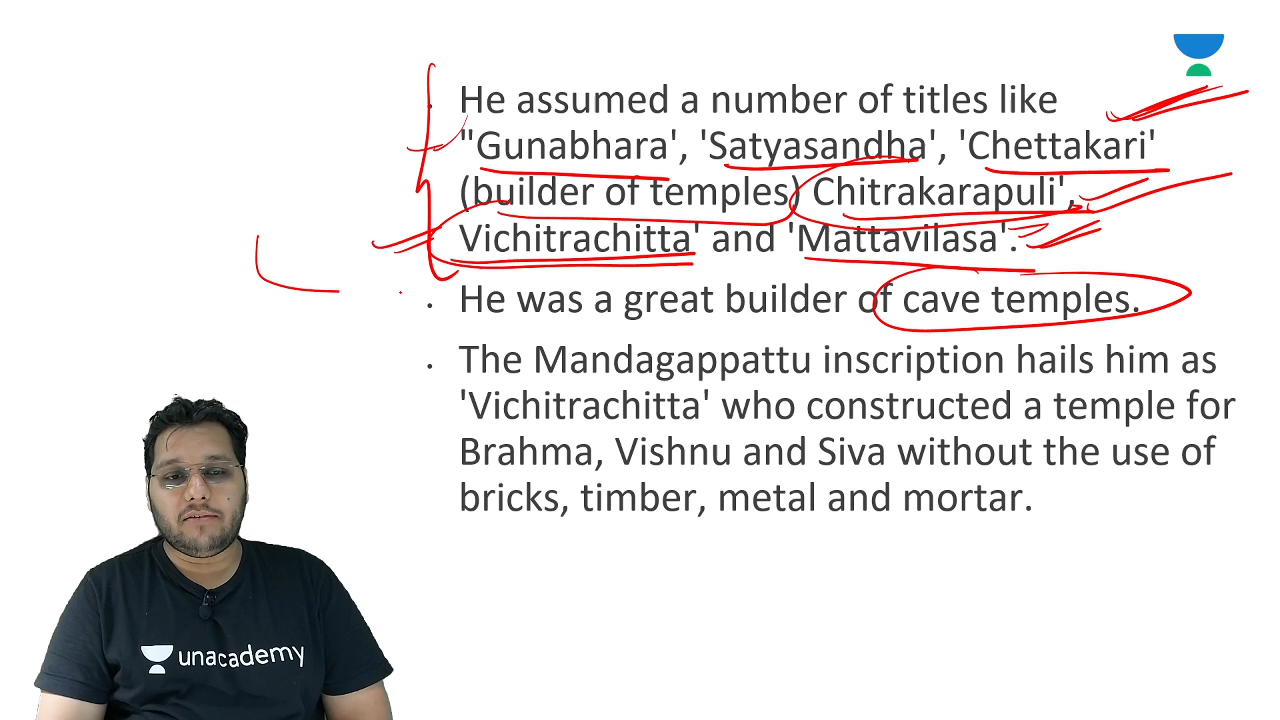 He assumed a number of titles like
"Gunabhara', 'Satyasandha', 'Chettakari'
(builder of temples) Chitrakarapuli',
Vichitrachitta' and 'Mattavilasa'.
• He was a great builder of cave temples.
• The Mandagappattu inscription hails him as
'Vichitrachitta' who constructed a temple for
Brahma, Vishnu and Siva without the use of
bricks, timber, metal and mortar.
unacademy